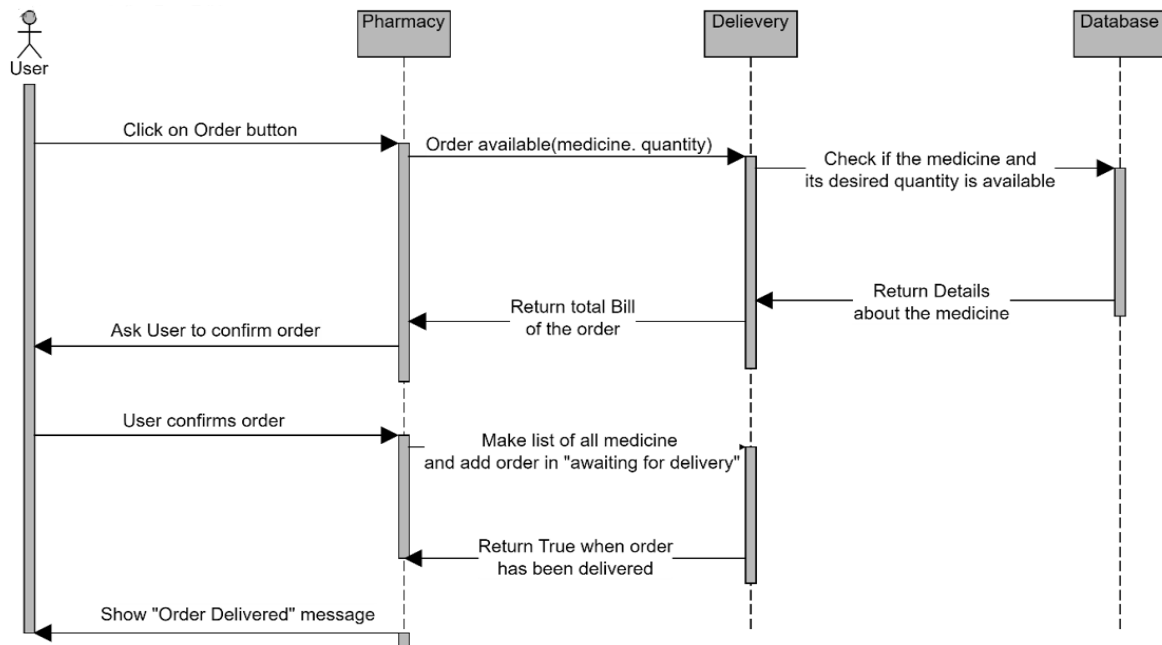 Pharmacy
Delievery
Database
User
Click on Order button
Order available(medicine. quantity)
Check if the medicine and
its desired quantity is available
Return Details
about the medicine
Return total Bill
of the order
Ask User to confirm order
User confirms order
Make list of all medicine
and add order in "awaiting for delivery"
Return True when order
has been delivered
Show "Order Delivered" message